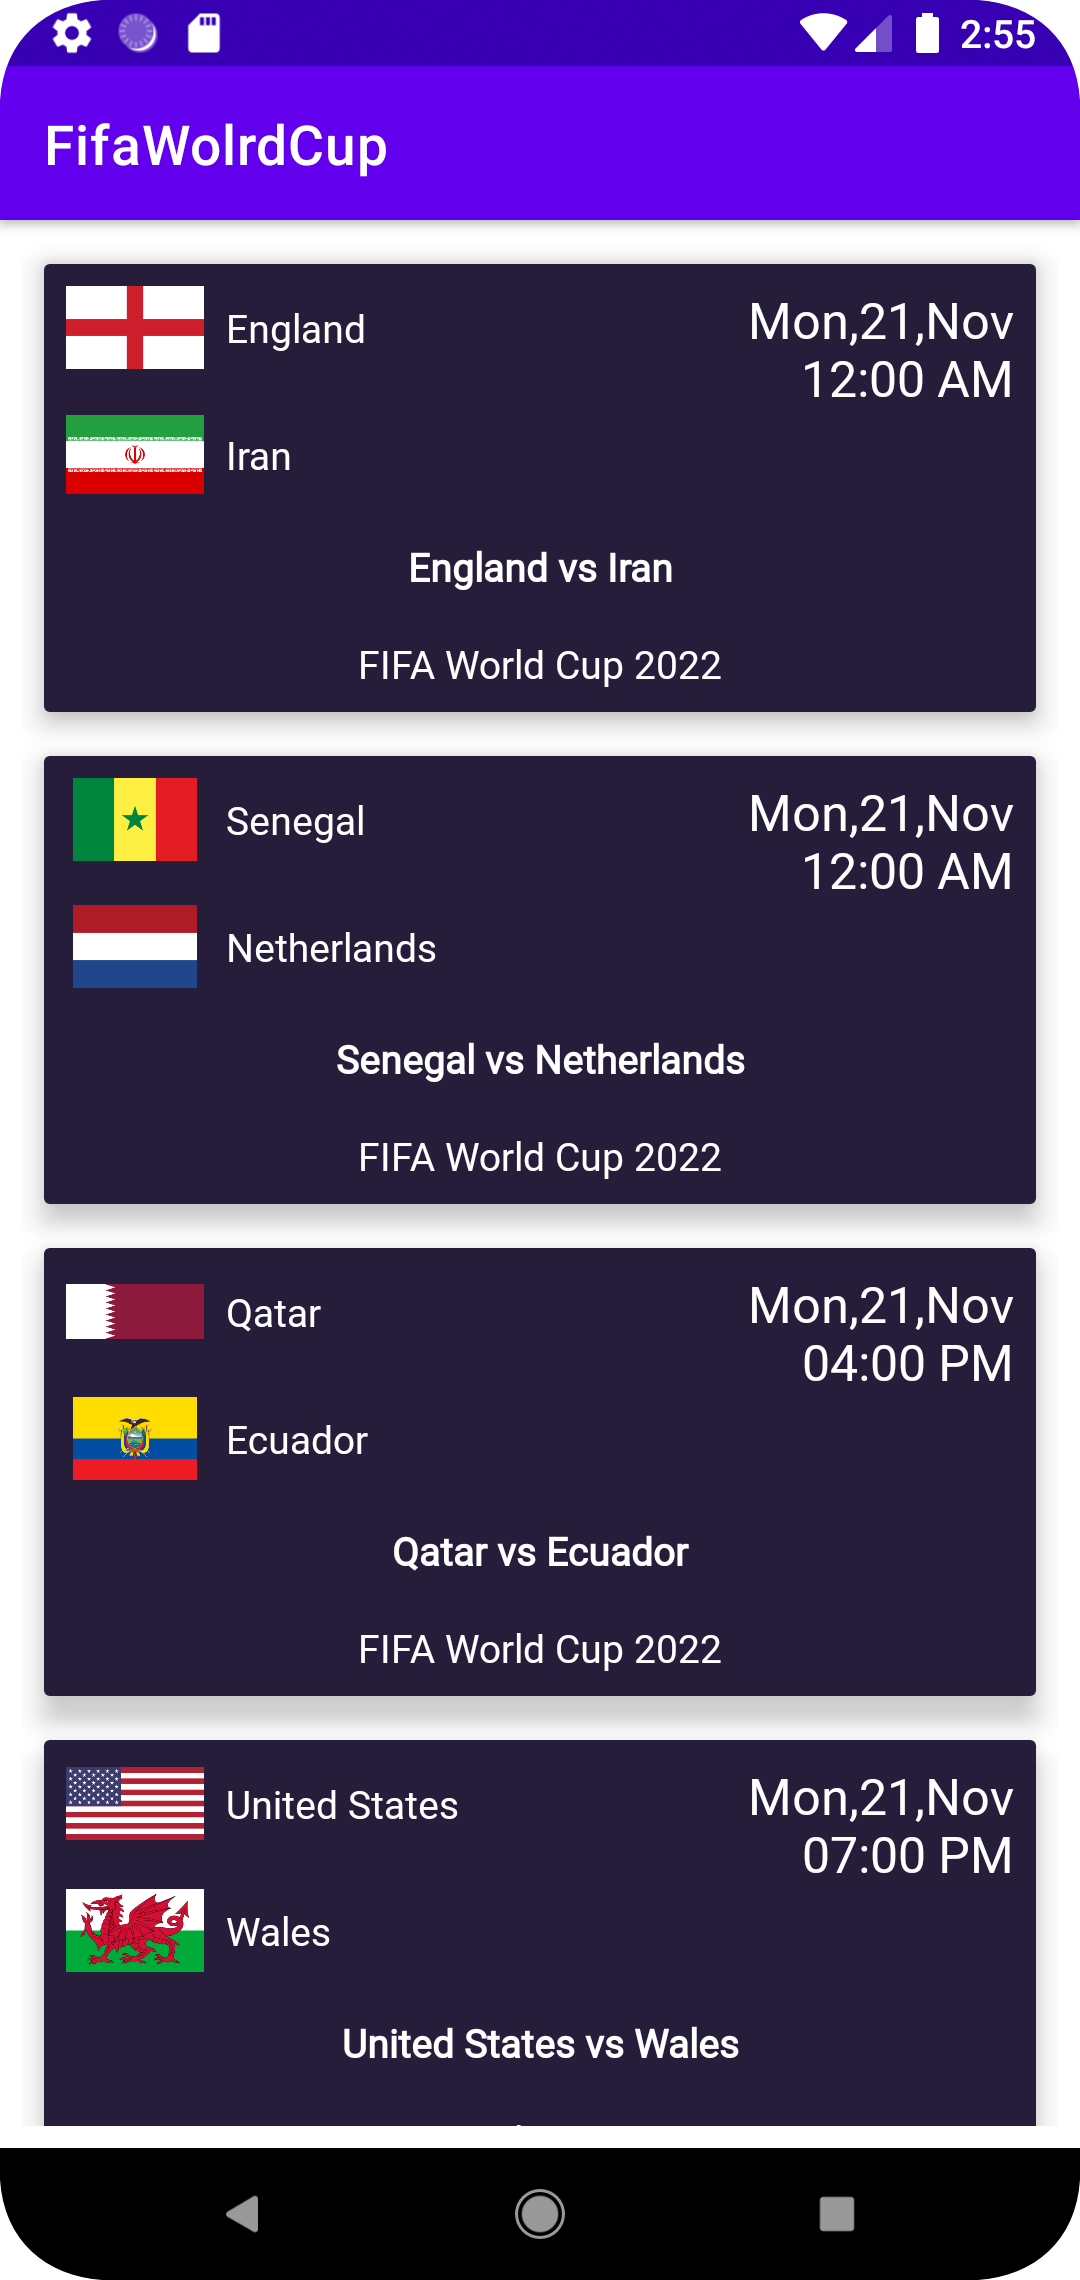 2:55
FifaWolrdCup
England
Mon,21,Nov
12:00 AM
Iran
England vs Iran
FIFA World Cup 2022
Senegal
Mon,21,Nov
12:00 AM
Netherlands
Senegal vs Netherlands
FIFA World Cup 2022
Qatar
Mon,21,Nov
04:00 PM
Ecuador
Qatar vs Ecuador
FIFA World Cup 2022
United States
Mon,21,Nov
07:00 PM
Wales
United States vs Wales